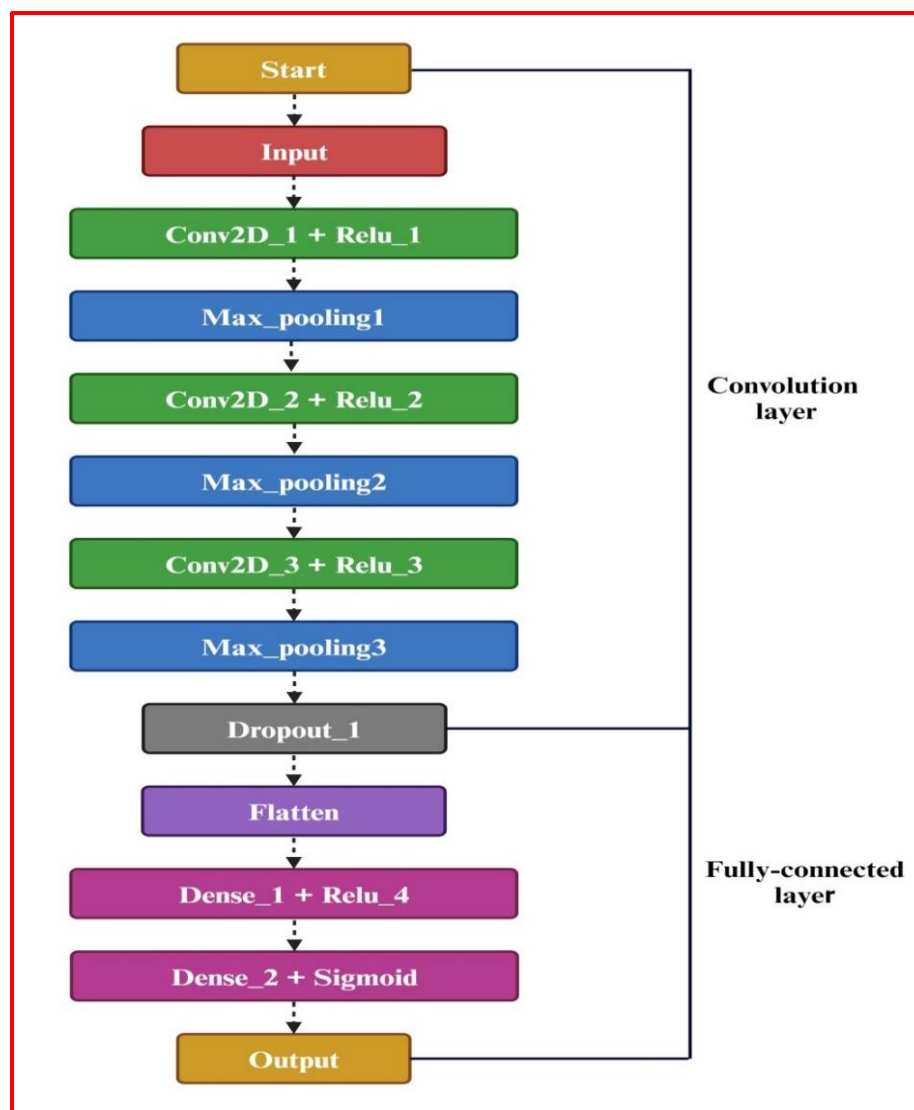 Start
Input
Conv2D_1 + Relu_1
Max_pooling1
Conv2D_2 + Relu_2
Max_pooling2
Conv2D_3 + Relu_3
Max_pooling3
Dropout_1
Flatten
Dense_1 + Relu_4
Dense_2 + Sigmoid
Output
Convolution
layer
Fully-connected
layer